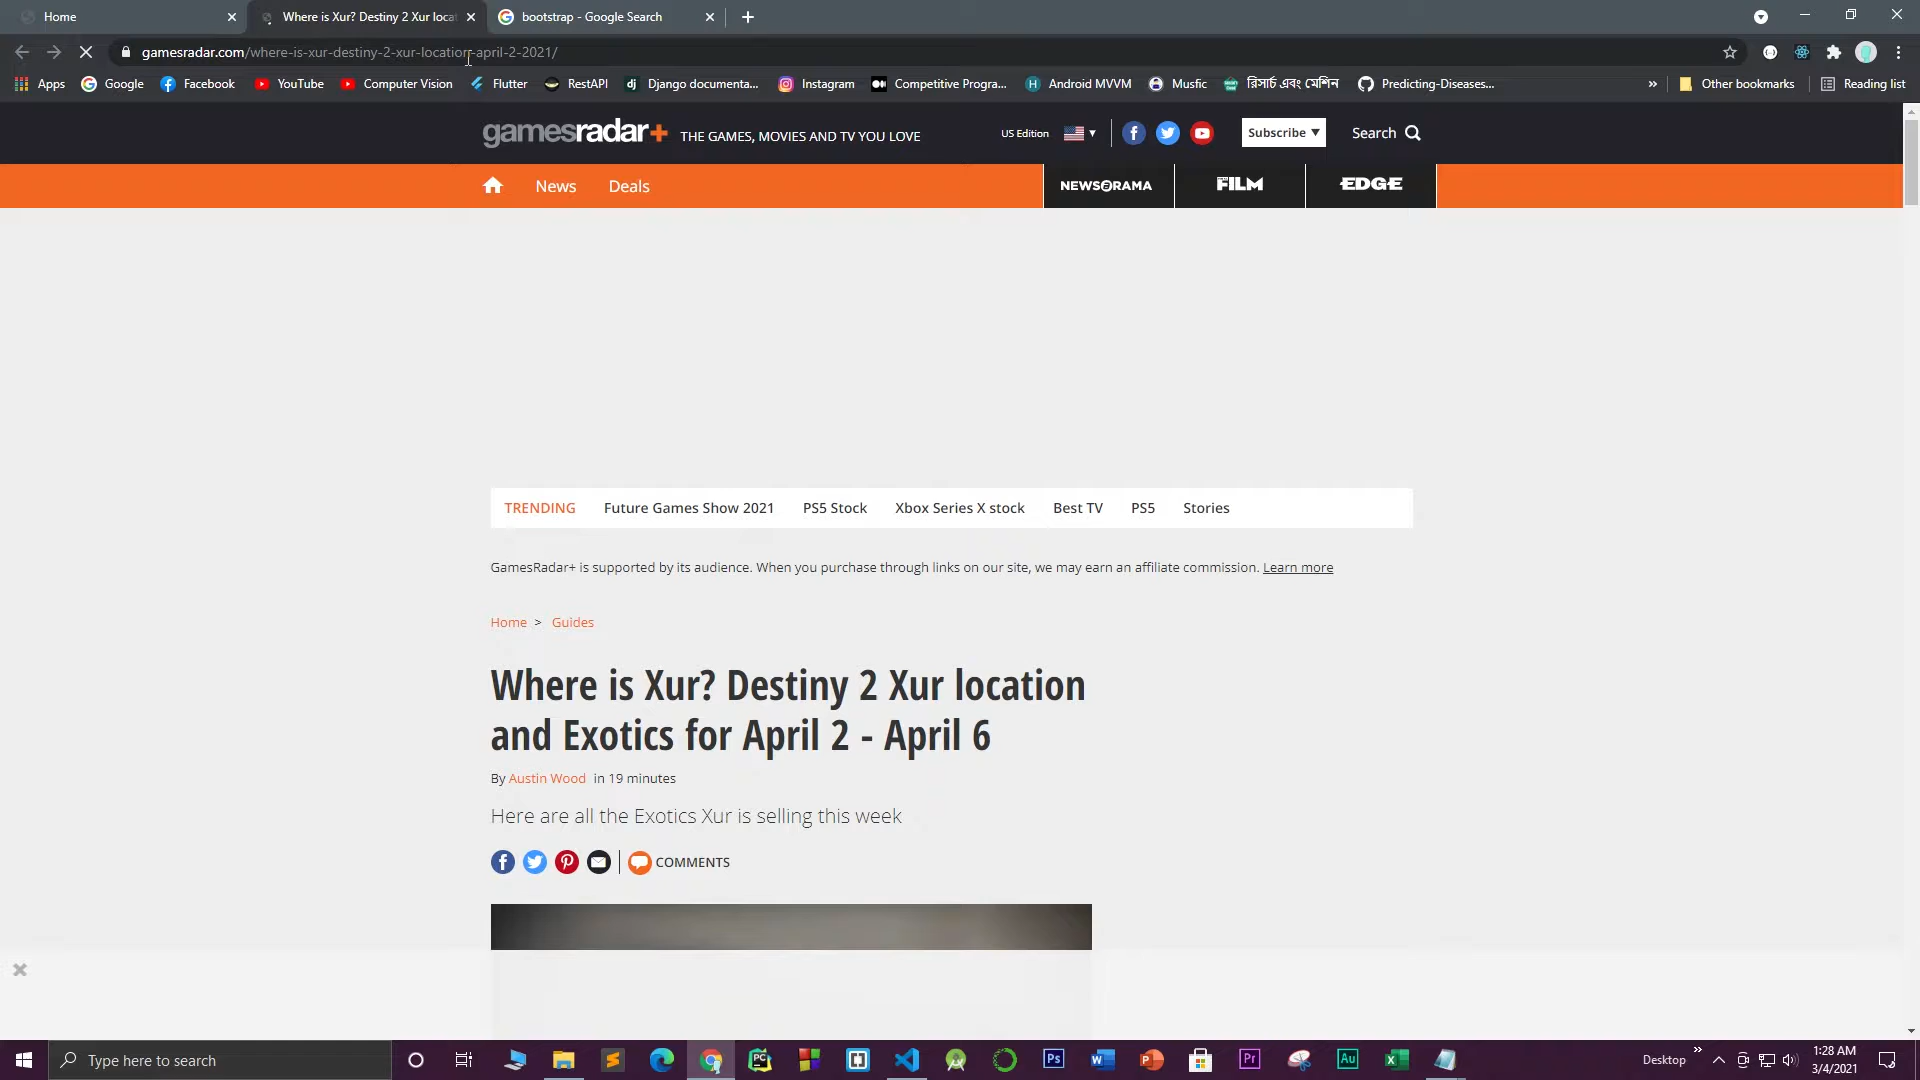 Home
Where is Xur? Destiny 2 Xur loca
bootstrap - Google Search
gamesradar.com/where-is-xur-destiny-2-xur-location-april-2-2021/
Apps Google Facebook YouTube Computer Vision Flutter RestAPI Django documenta... Instagram Competitive Progra... Android MVVM Musfic রিসার্চ এবং মেশিন Predicting-Diseases... » Other bookmarks Reading list
gamesradar+ THE GAMES, MOVIES AND TV YOU LOVE US Edition Subscribe Search
News Deals NEWSARAMA TOTAL FILM EDGE
TRENDING Future Games Show 2021 PS5 Stock Xbox Series X stock Best TV PS5 Stories
GamesRadar+ is supported by its audience. When you purchase through links on our site, we may earn an affiliate commission. Learn more
Home > Guides
Where is Xur? Destiny 2 Xur location
and Exotics for April 2 - April 6
By Austin Wood in 19 minutes
Here are all the Exotics Xur is selling this week
COMMENTS
Type here to search
Desktop »
1:28 AM
3/4/2021